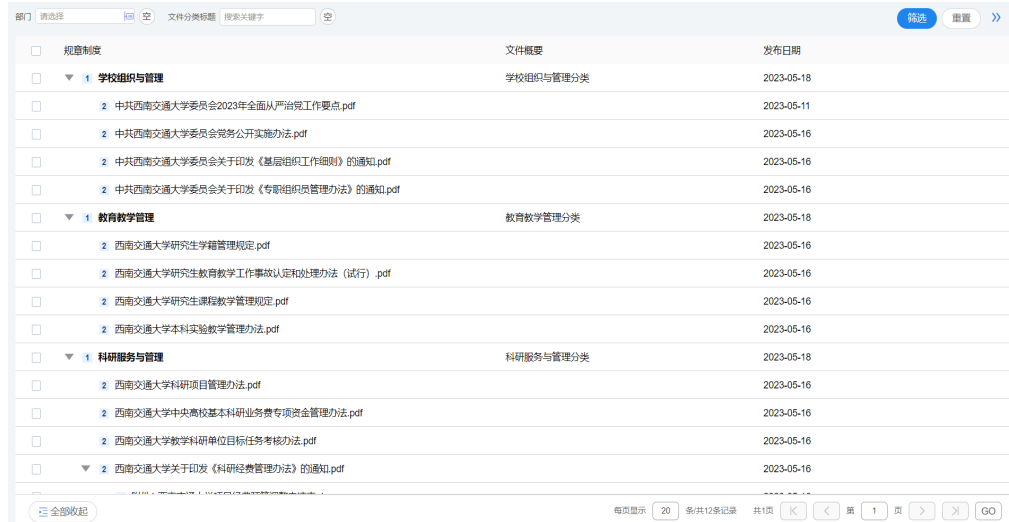 部门 请选择 空 文件分类标题 搜索关键字 空 筛选 重置
规章制度 文件概要 发布日期
1 学校组织与管理 学校组织与管理分类 2023-05-18
2 中共西南交通大学委员会2023年全面从严治党工作要点.pdf 2023-05-11
2 中共西南交通大学委员会党务公开实施办法.pdf 2023-05-16
2 中共西南交通大学委员会关于印发《基层组织工作细则》的通知.pdf 2023-05-16
2 中共西南交通大学委员会关于印发《专职组织员管理办法》的通知.pdf 2023-05-16
1 教育教学管理 教育教学管理分类 2023-05-18
2 西南交通大学研究生学籍管理规定.pdf 2023-05-16
2 西南交通大学研究生教育教学工作事故认定和处理办法（试行）.pdf 2023-05-16
2 西南交通大学研究生课程教学管理规定.pdf 2023-05-16
2 西南交通大学本科实验教学管理办法.pdf 2023-05-16
1 科研服务与管理 科研服务与管理分类 2023-05-18
2 西南交通大学科研项目管理办法.pdf 2023-05-16
2 西南交通大学中央高校基本科研业务费专项资金管理办法.pdf 2023-05-16
2 西南交通大学教学科研单位目标任务考核办法.pdf 2023-05-16
2 西南交通大学关于印发《科研经费管理办法》的通知.pdf 2023-05-16
全部收起 每页显示 20 条/共12条记录 共1页 第 1 页 GO